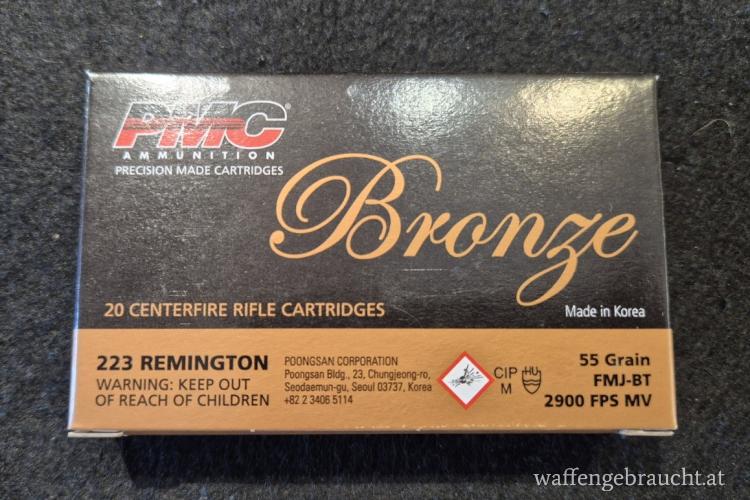 PMC®
AMMUNITION
PRECISION MADE CARTRIDGES
Bronze
20 CENTERFIRE RIFLE CARTRIDGES
Made in Korea
223 REMINGTON
WARNING: KEEP OUT
OF REACH OF CHILDREN
POONGSAN CORPORATION
Poongsan Bldg., 23, Chungjeong-ro,
Seodaemun-gu, Seoul 03737, Korea
+82 2 3406 5114
CIP
M
HU
55 Grain
FMJ-BT
2900 FPS MV
waffengebraucht.at